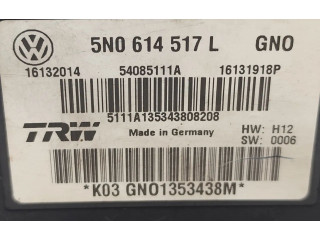 5N0 614 517 L GNO
16132014 54085111A 16131918P
5111A135343808208
TRW Made in Germany HW: H12
SW: 0006
*K03 GNO1353438M*